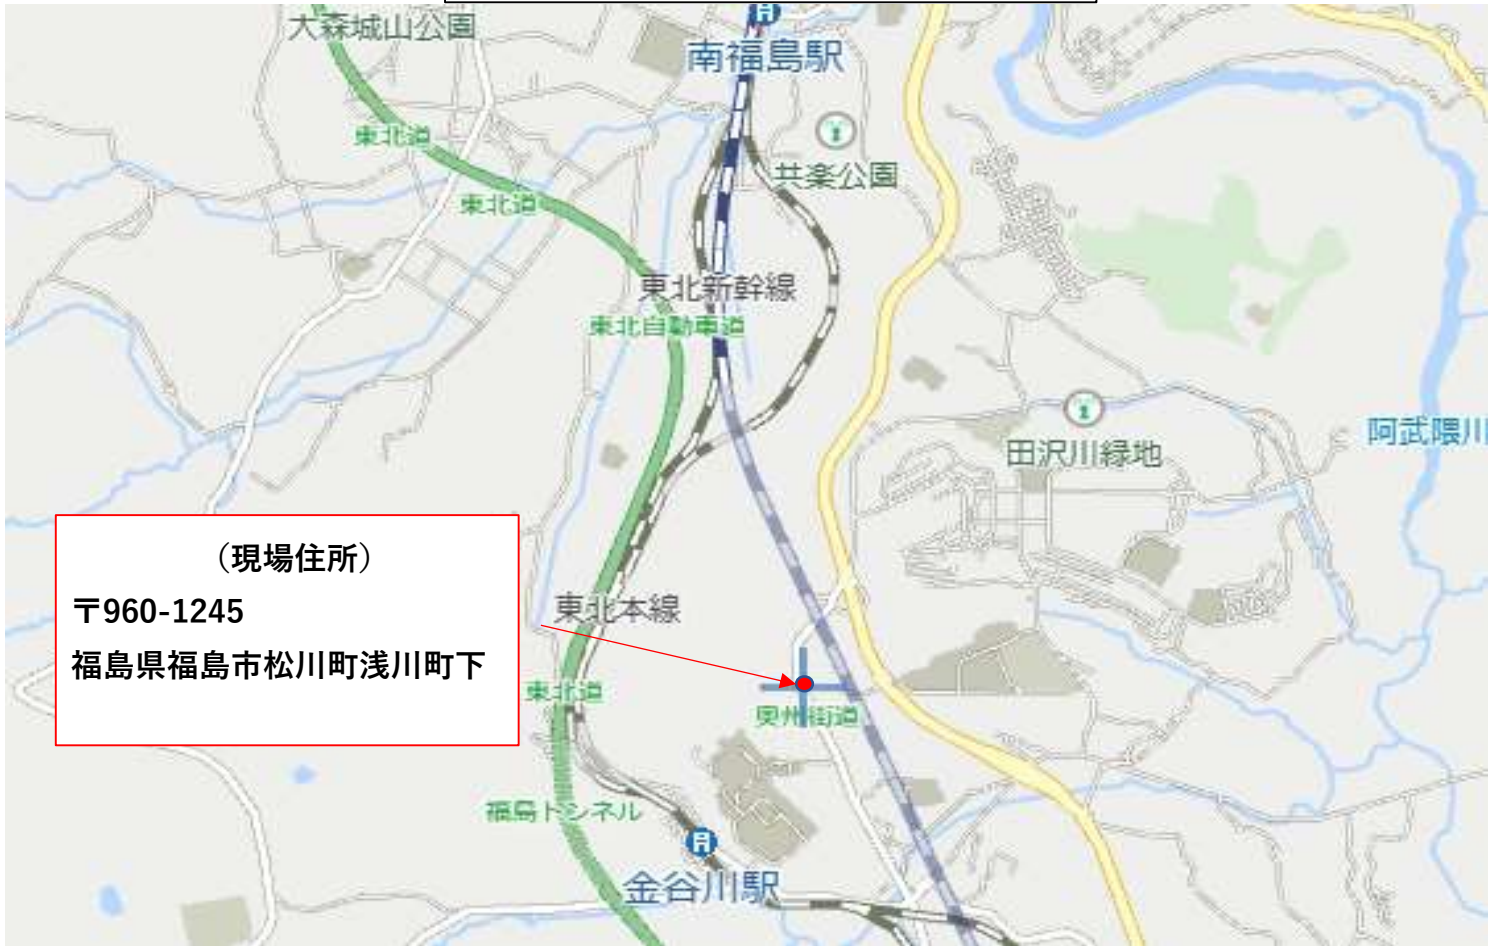 大森城山公園
南福島駅
東北道
共楽公園
東北道
東北新幹線
東北自動車道
阿武隈川
田沢川緑地
（現場住所）
〒960-1245
福島県福島市松川町浅川町下
東北本線
東北道
奥州街道
福島トンネル
金谷川駅